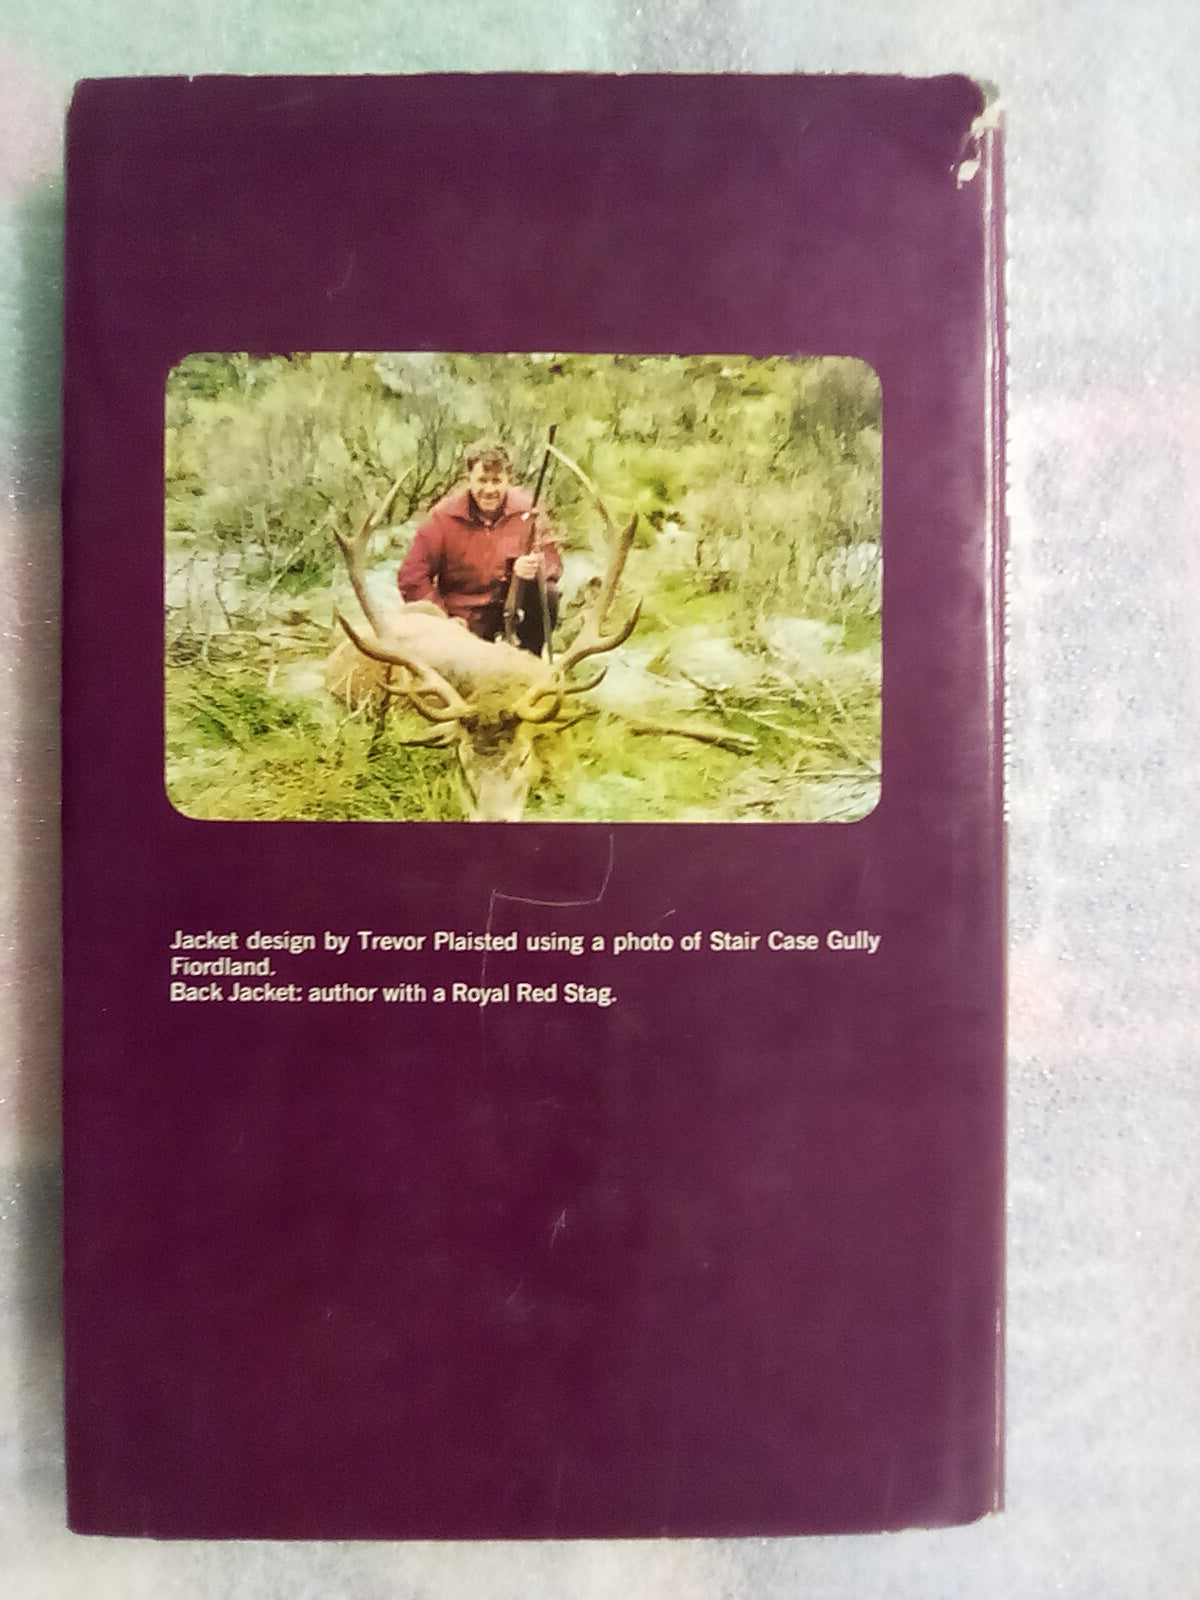 Jacket design by Trevor Plaisted using a photo of Stair Case Gully
Fiordland.
Back Jacket: author with a Royal Red Stag.